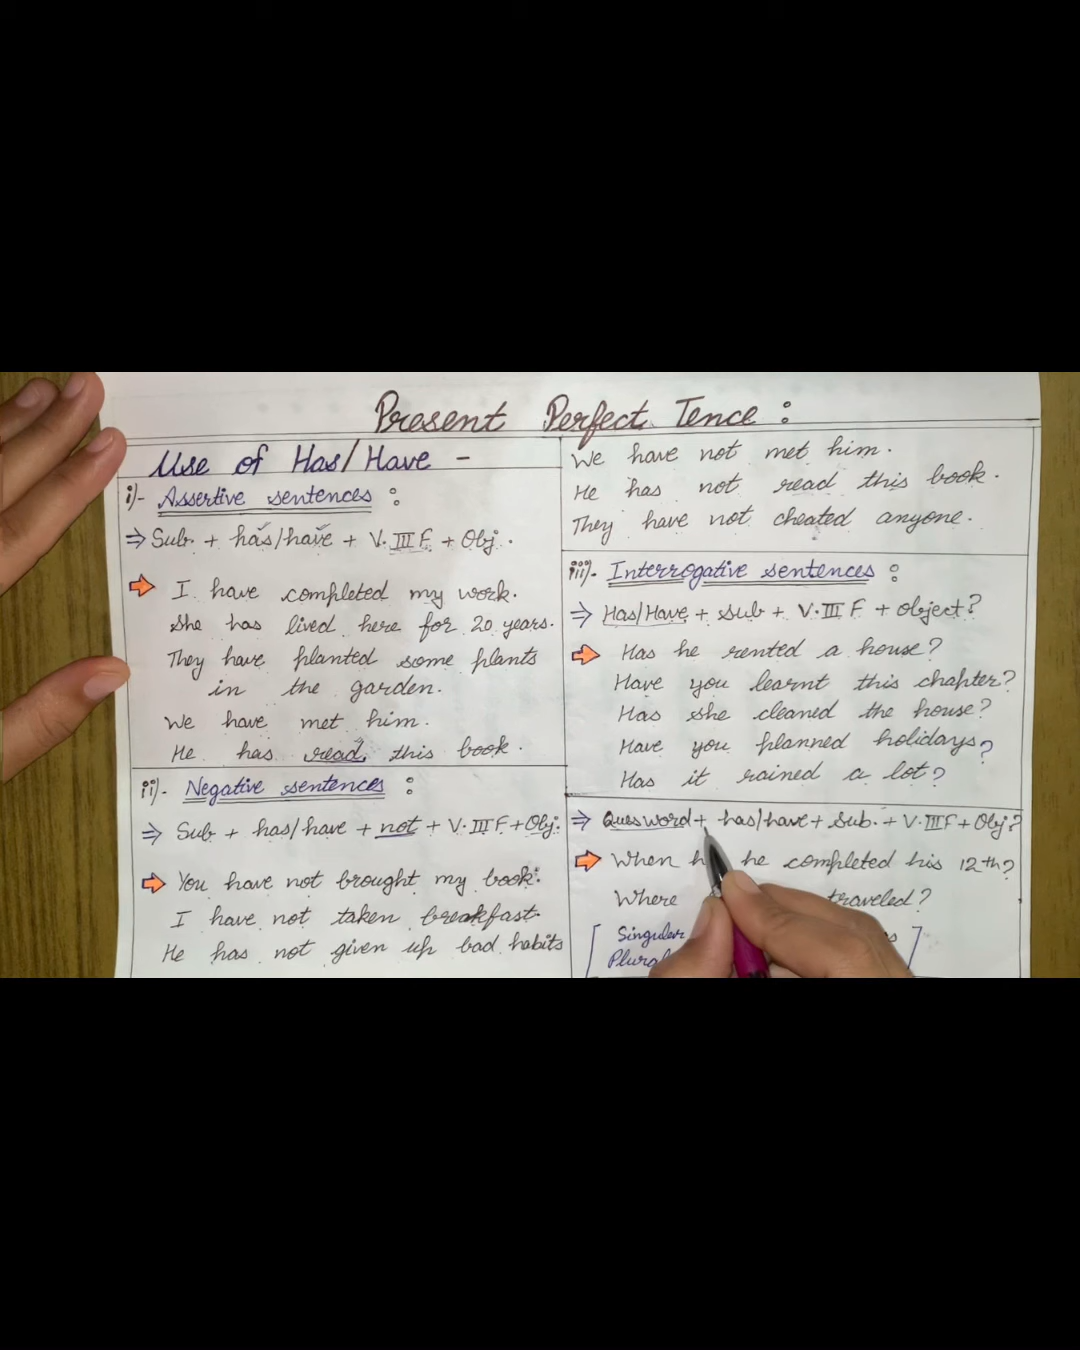 Present Perfect Tence :
Use of Has/Have -
i)- Assertive sentences :
⇒ Sub + has/have + V.III F + Obj.
I have completed my work.
She has lived here for 20 years.
They have planted some plants
in the garden.
We have met him.
He has read this book.
ii)- Negative sentences :
⇒ Sub + has/have + not + V.III F + Obj.
You have not brought my book.
I have not taken breakfast.
He has not given up bad habits
We have not met him.
He has not read this book.
They have not cheated anyone.
iii)- Interrogative sentences :
⇒ Has/Have + sub + V.III F + object?
Has he rented a house?
Have you learnt this chapter?
Has she cleaned the house?
Have you planned holidays?
Has it rained a lot?
⇒ Ques word + has/have + sub. + V.III F + Obj?
When he completed his 12th?
Where traveled?
[ Singular ]
Plural